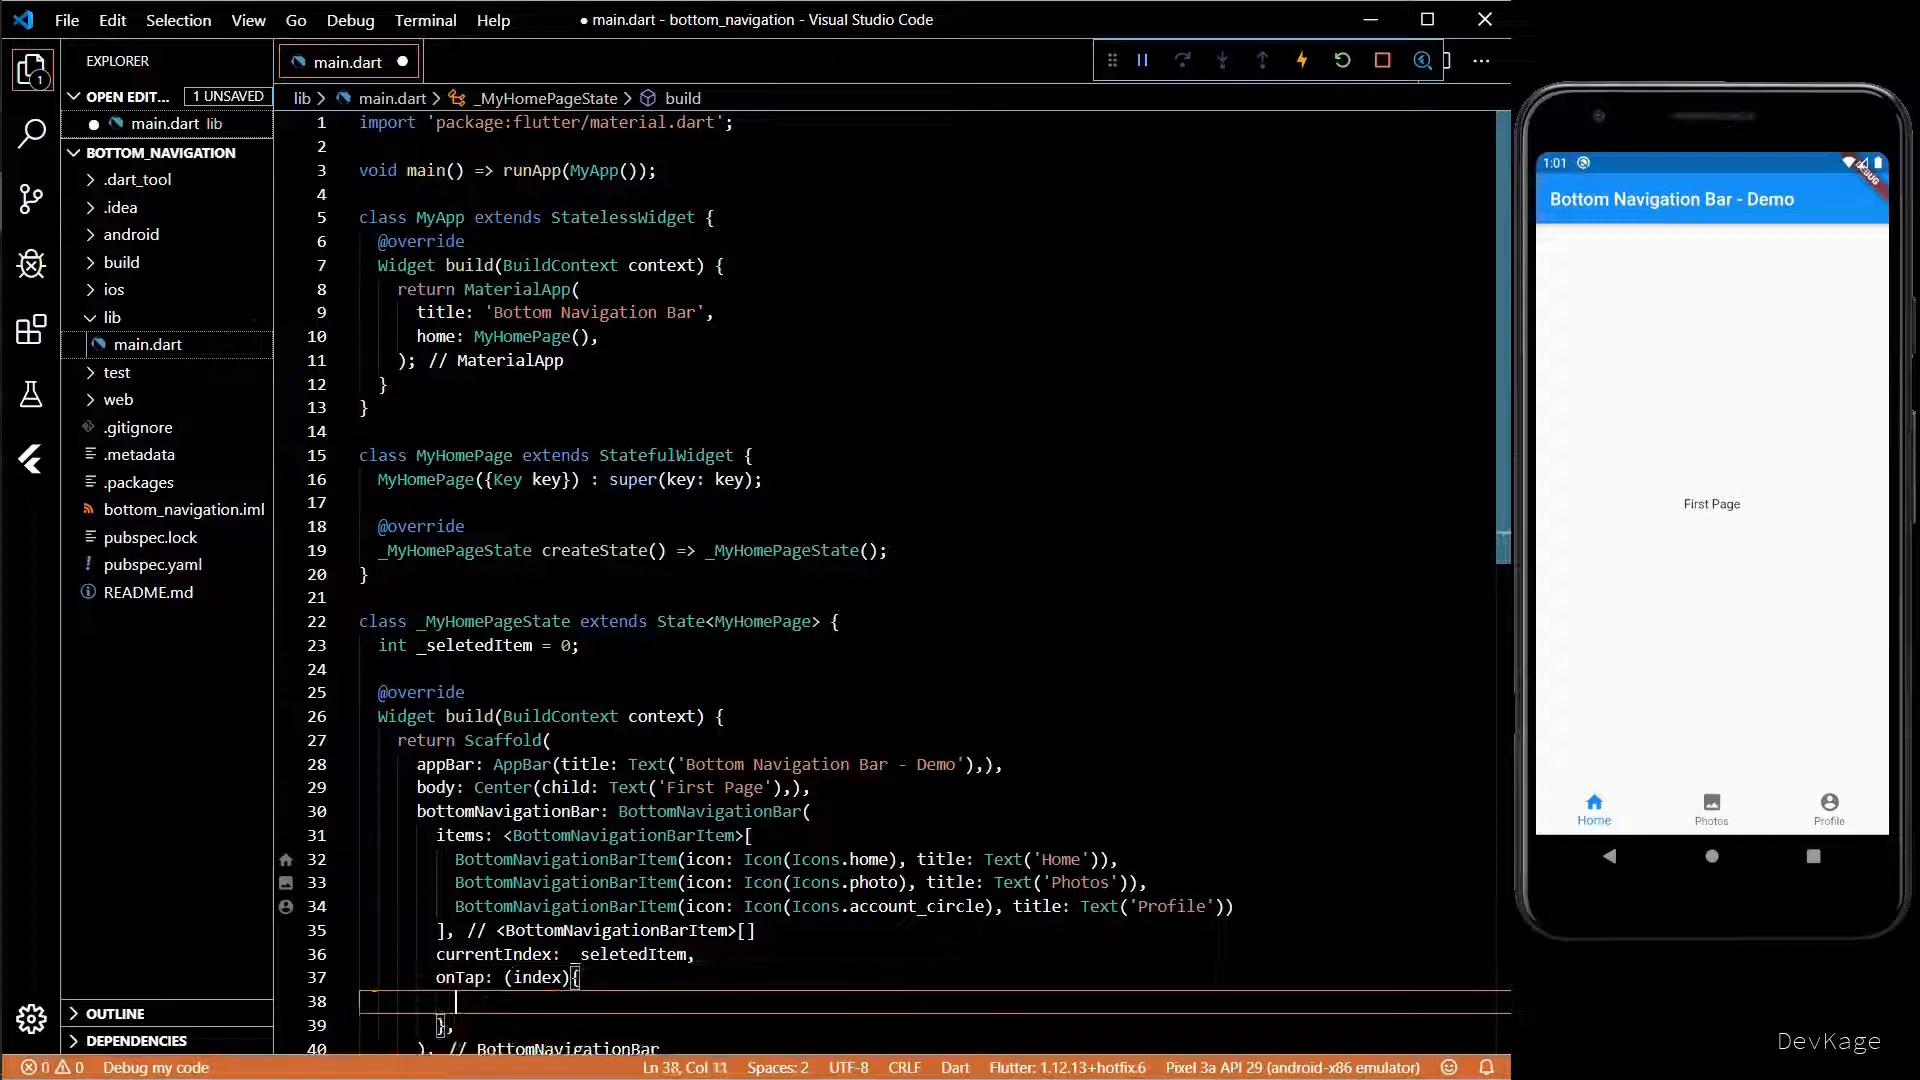 File Edit Selection View Go Debug Terminal Help
● main.dart - bottom_navigation - Visual Studio Code
EXPLORER
OPEN EDIT... 1 UNSAVED
main.dart lib
BOTTOM_NAVIGATION
.dart_tool
.idea
android
build
ios
lib
main.dart
test
web
.gitignore
.metadata
.packages
bottom_navigation.iml
pubspec.lock
pubspec.yaml
README.md
OUTLINE
DEPENDENCIES
1
main.dart
lib > main.dart > _MyHomePageState > build
1 import 'package:flutter/material.dart';
2
3 void main() => runApp(MyApp());
4
5 class MyApp extends StatelessWidget {
6 @override
7 Widget build(BuildContext context) {
8 return MaterialApp(
9 title: 'Bottom Navigation Bar',
10 home: MyHomePage(),
11 ); // MaterialApp
12 }
13 }
14
15 class MyHomePage extends StatefulWidget {
16 MyHomePage({Key key}) : super(key: key);
17
18 @override
19 _MyHomePageState createState() => _MyHomePageState();
20 }
21
22 class _MyHomePageState extends State<MyHomePage> {
23 int _seletedItem = 0;
24
25 @override
26 Widget build(BuildContext context) {
27 return Scaffold(
28 appBar: AppBar(title: Text('Bottom Navigation Bar - Demo'),),
29 body: Center(child: Text('First Page'),),
30 bottomNavigationBar: BottomNavigationBar(
31 items: <BottomNavigationBarItem>[
32 BottomNavigationBarItem(icon: Icon(Icons.home), title: Text('Home')),
33 BottomNavigationBarItem(icon: Icon(Icons.photo), title: Text('Photos')),
34 BottomNavigationBarItem(icon: Icon(Icons.account_circle), title: Text('Profile'))
35 ], // <BottomNavigationBarItem>[]
36 currentIndex: _seletedItem,
37 onTap: (index){
38
39 },
40 ), // BottomNavigationBar
0 0 Debug my code
Ln 38, Col 11 Spaces: 2 UTF-8 CRLF Dart Flutter: 1.12.13+hotfix.6 Pixel 3a API 29 (android-x86 emulator)
1:01
DEBUG
Bottom Navigation Bar - Demo
First Page
Home Photos Profile
DevKage